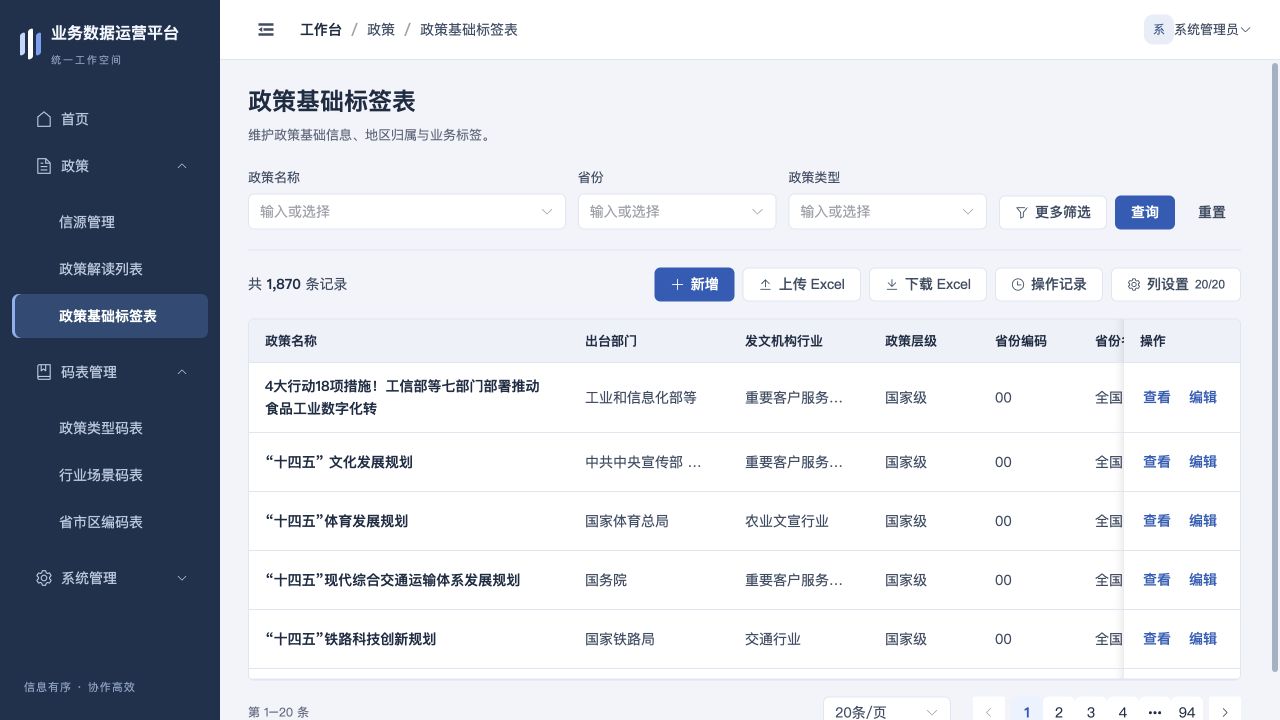 业务数据运营平台
统一工作空间
首页
政策
信源管理
政策解读列表
政策基础标签表
码表管理
政策类型码表
行业场景码表
省市区编码表
系统管理
信息有序 · 协作高效
工作台 / 政策 / 政策基础标签表
系 系统管理员
政策基础标签表
维护政策基础信息、地区归属与业务标签。
政策名称 省份 政策类型
输入或选择 输入或选择 输入或选择 更多筛选 查询 重置
共 1,870 条记录 新增 上传 Excel 下载 Excel 操作记录 列设置 20/20
政策名称 出台部门 发文机构行业 政策层级 省份编码 省份 操作
4大行动18项措施！工信部等七部门部署推动
食品工业数字化转 工业和信息化部等 重要客户服务… 国家级 00 全国 查看 编辑
“十四五” 文化发展规划 中共中央宣传部 … 重要客户服务… 国家级 00 全国 查看 编辑
“十四五”体育发展规划 国家体育总局 农业文宣行业 国家级 00 全国 查看 编辑
“十四五”现代综合交通运输体系发展规划 国务院 重要客户服务… 国家级 00 全国 查看 编辑
“十四五”铁路科技创新规划 国家铁路局 交通行业 国家级 00 全国 查看 编辑
第 1–20 条 20条/页 1 2 3 4 ··· 94